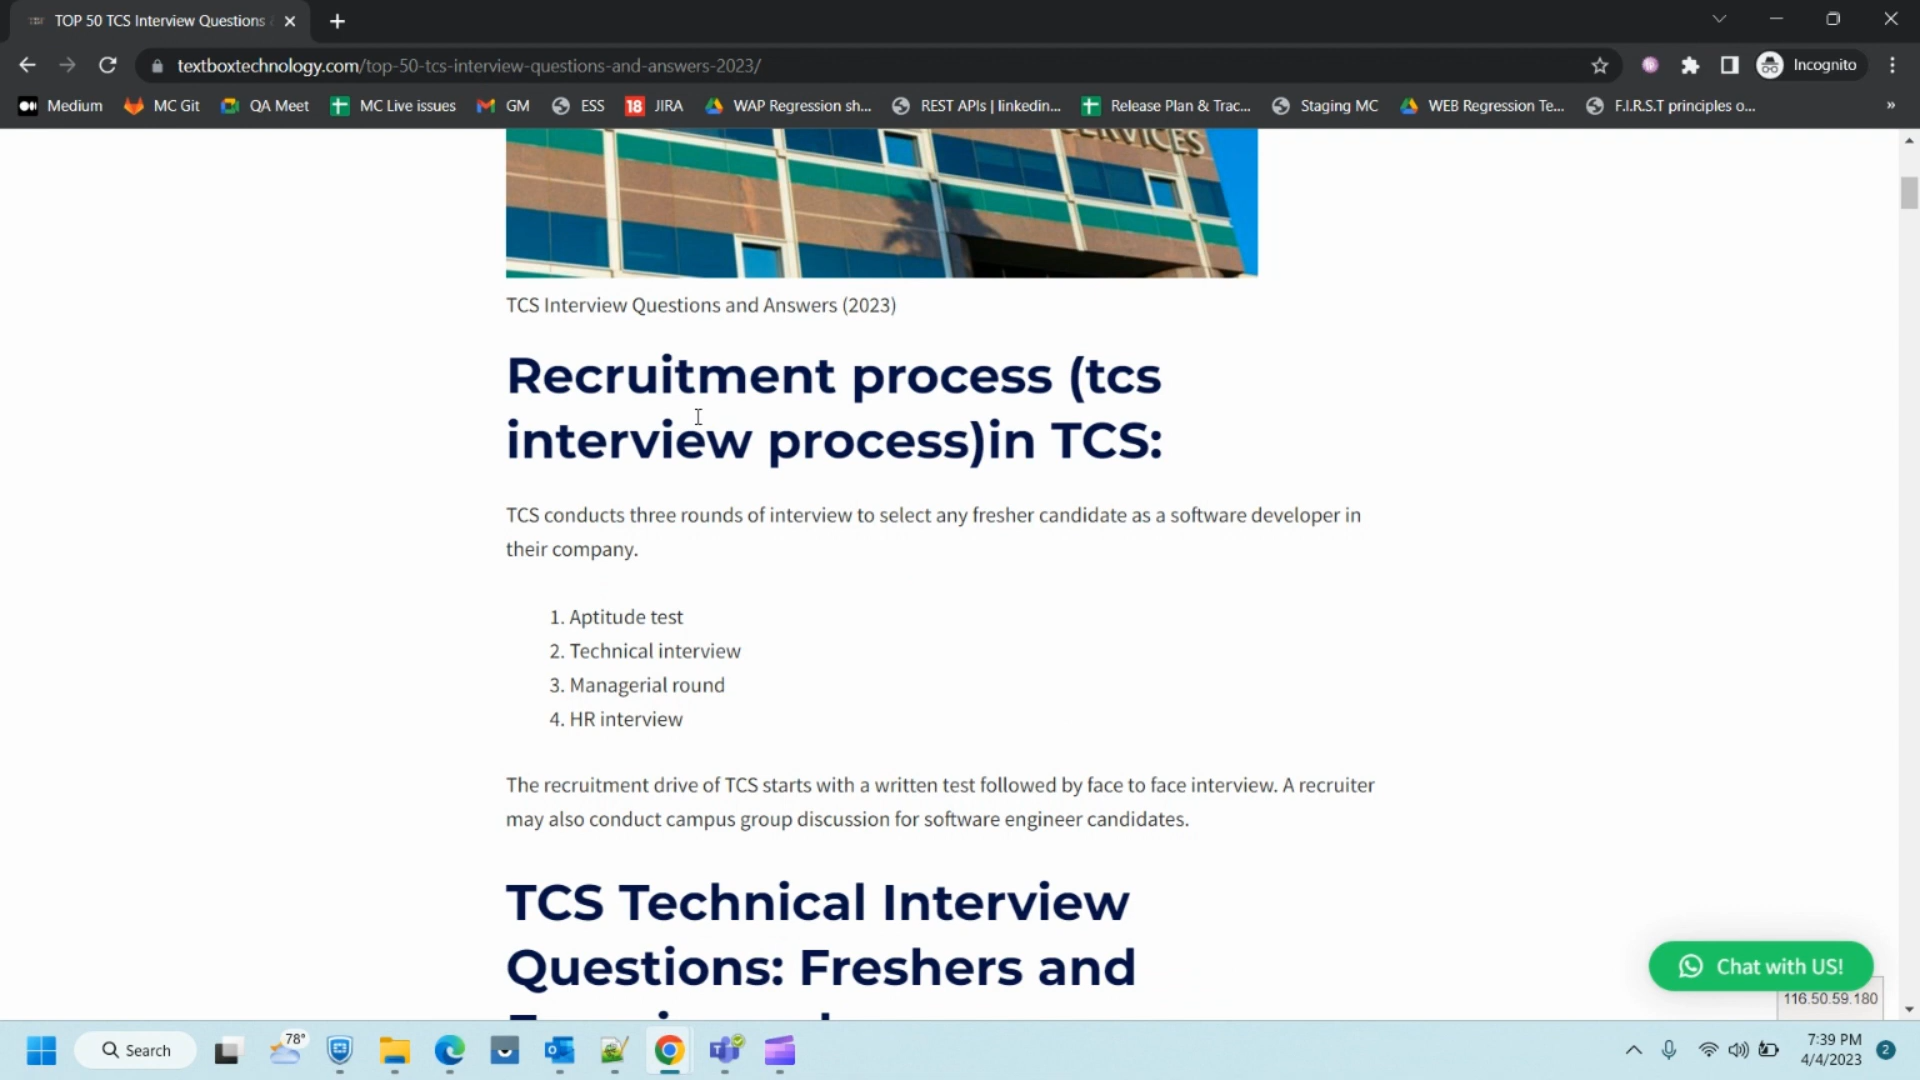 TOP 50 TCS Interview Questions
textboxtechnology.com/top-50-tcs-interview-questions-and-answers-2023/
Incognito
Medium
MC Git
QA Meet
MC Live issues
GM
ESS
18 JIRA
WAP Regression sh...
REST APIs | linkedin...
Release Plan & Trac...
Staging MC
WEB Regression Te...
F.I.R.S.T principles o...
»
SERVICES
TCS Interview Questions and Answers (2023)
Recruitment process (tcs
interview process)in TCS:
TCS conducts three rounds of interview to select any fresher candidate as a software developer in
their company.
1. Aptitude test
2. Technical interview
3. Managerial round
4. HR interview
The recruitment drive of TCS starts with a written test followed by face to face interview. A recruiter
may also conduct campus group discussion for software engineer candidates.
TCS Technical Interview
Questions: Freshers and
Chat with US!
116.50.59.180
78°
Search
7:39 PM
4/4/2023
2